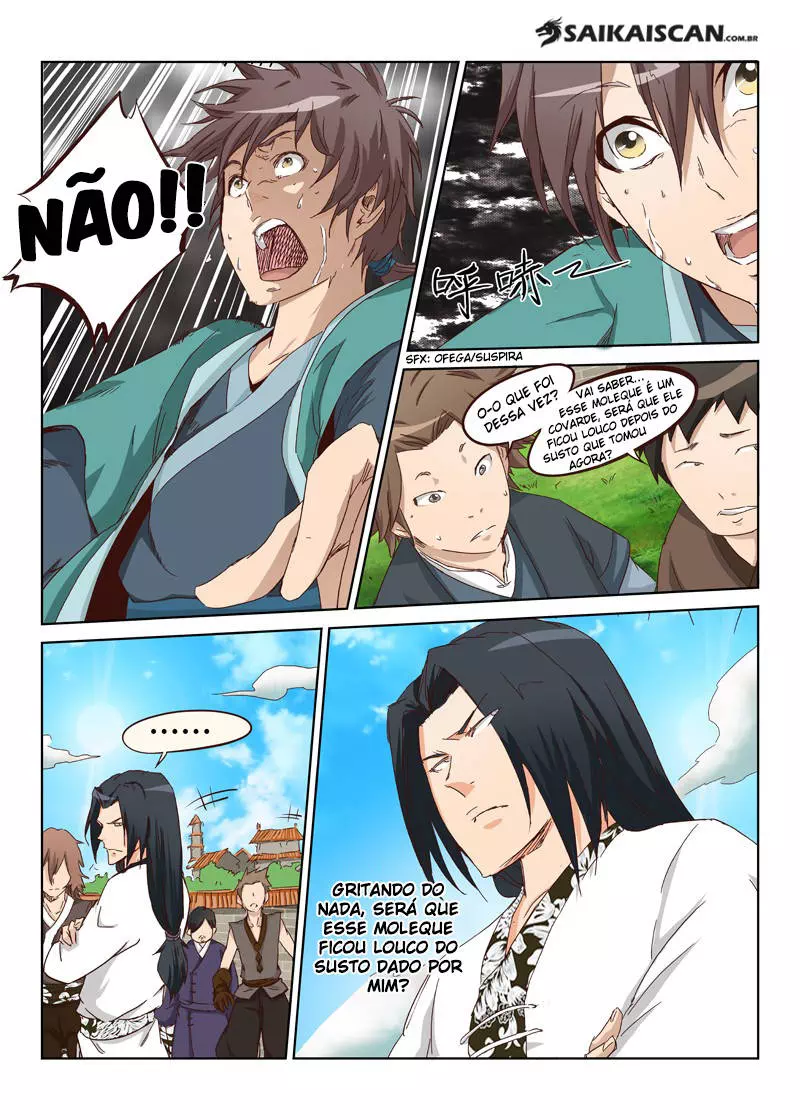 SAIKAISCAN.COM.BR
NÃO!!
呼哧
SFX: OFEGA/SUSPIRA
O-O QUE FOI
DESSA VEZ?
VAI SABER...
ESSE MOLEQUE É UM
COVARDE, SERÁ QUE ELE
FICOU LOUCO DEPOIS DO
SUSTO QUE TOMOU
AGORA?
......
GRITANDO DO
NADA, SERÁ QUE
ESSE MOLEQUE
FICOU LOUCO DO
SUSTO DADO POR
MIM?